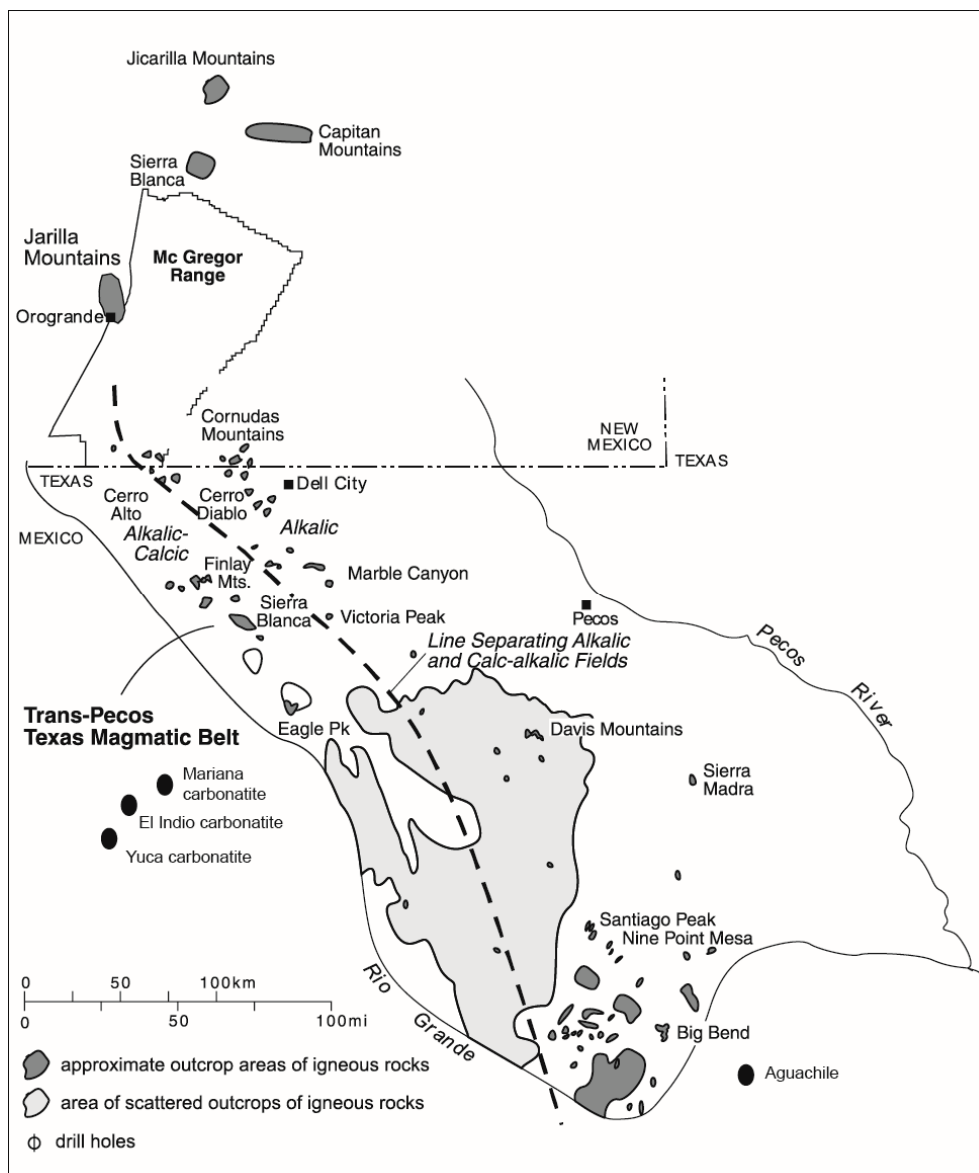 Jicarilla Mountains
Capitan
Mountains
Sierra
Blanca
Jarilla
Mountains
Mc Gregor
Range
Orogrande
Cornudas
Mountains
NEW
MEXICO
TEXAS
TEXAS
Dell City
Cerro
Alto
Cerro
Diablo
Alkalic
MEXICO
Alkalic-
Calcic
Finlay
Mts.
Marble Canyon
Sierra
Blanca
Victoria Peak
Pecos
Line Separating Alkalic
and Calc-alkalic Fields
Pecos
River
Trans-Pecos
Texas Magmatic Belt
Eagle Pk
Davis Mountains
Mariana
carbonatite
El Indio carbonatite
Yuca carbonatite
Sierra
Madra
Santiago Peak
Nine Point Mesa
Rio
Grande
0 50 100km
0 50 100mi
Big Bend
Aguachile
approximate outcrop areas of igneous rocks
area of scattered outcrops of igneous rocks
drill holes